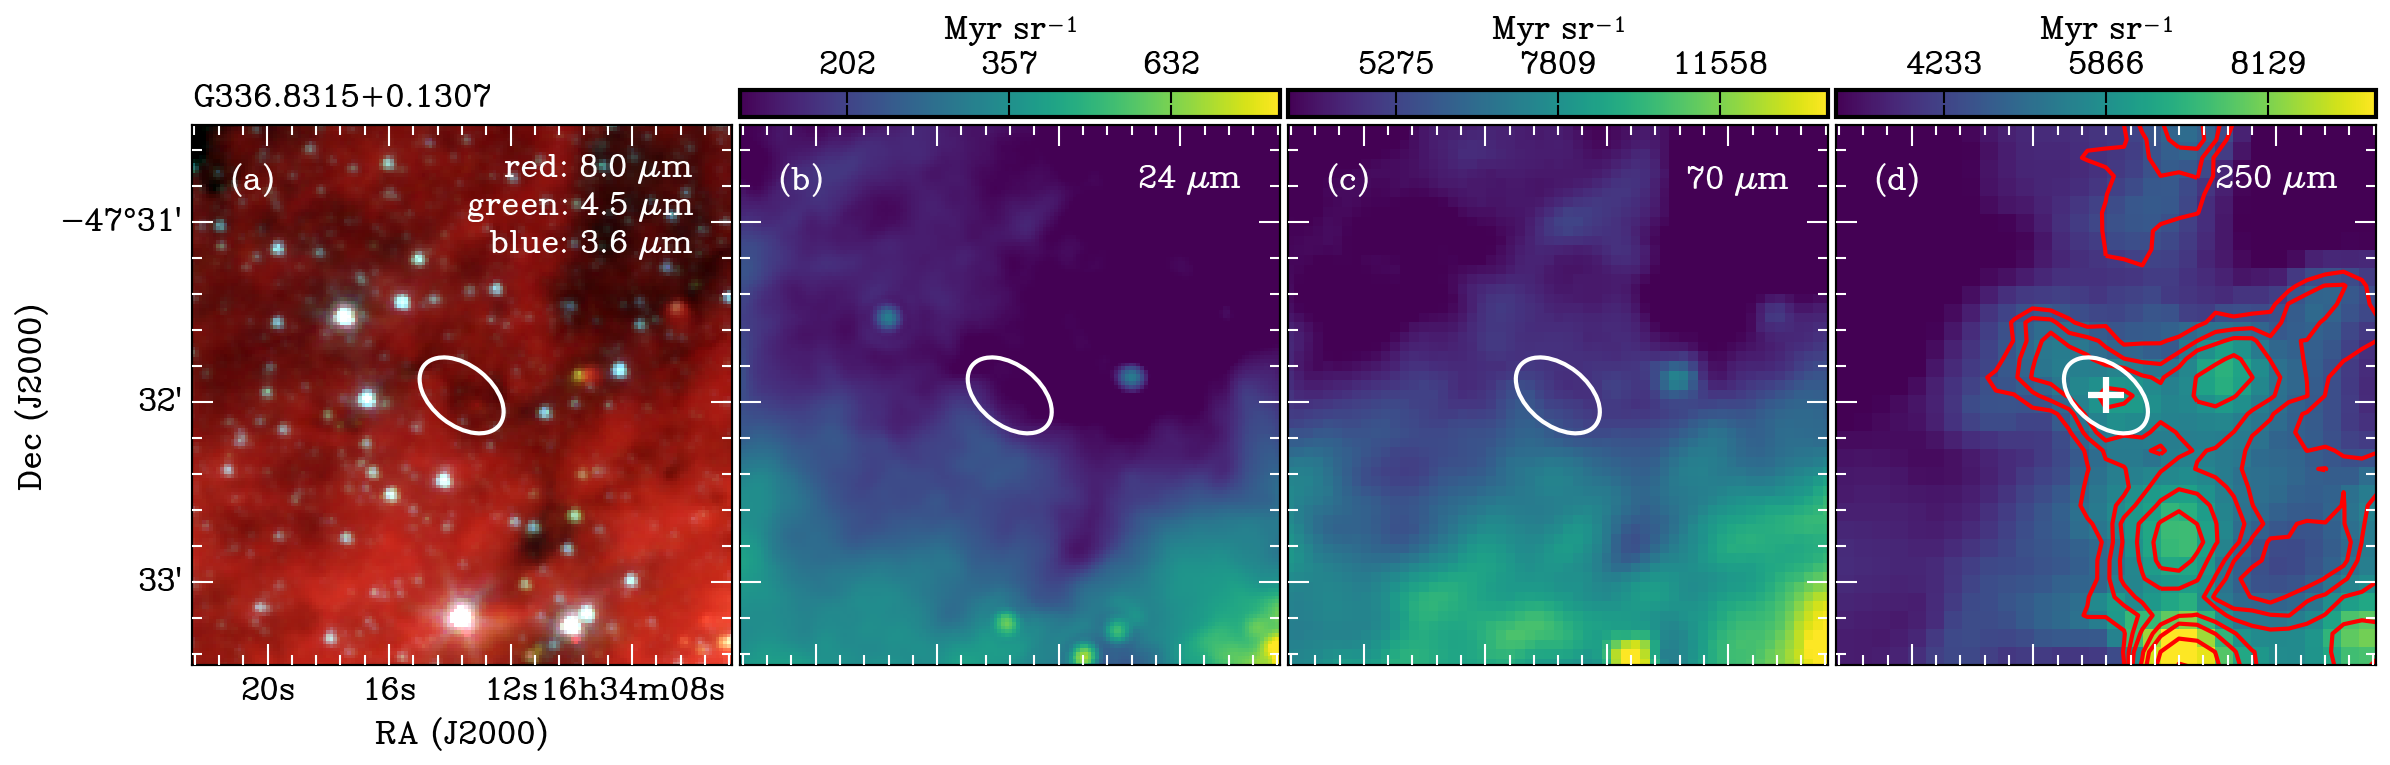 G336.8315+0.1307
Myr sr⁻¹
202 357 632
Myr sr⁻¹
5275 7809 11558
Myr sr⁻¹
4233 5866 8129
(a)
red: 8.0 μm
green: 4.5 μm
blue: 3.6 μm
(b)
24 μm
(c)
70 μm
(d)
250 μm
Dec (J2000)
−47°31'
32'
33'
20s 16s 12s 16h34m08s
RA (J2000)